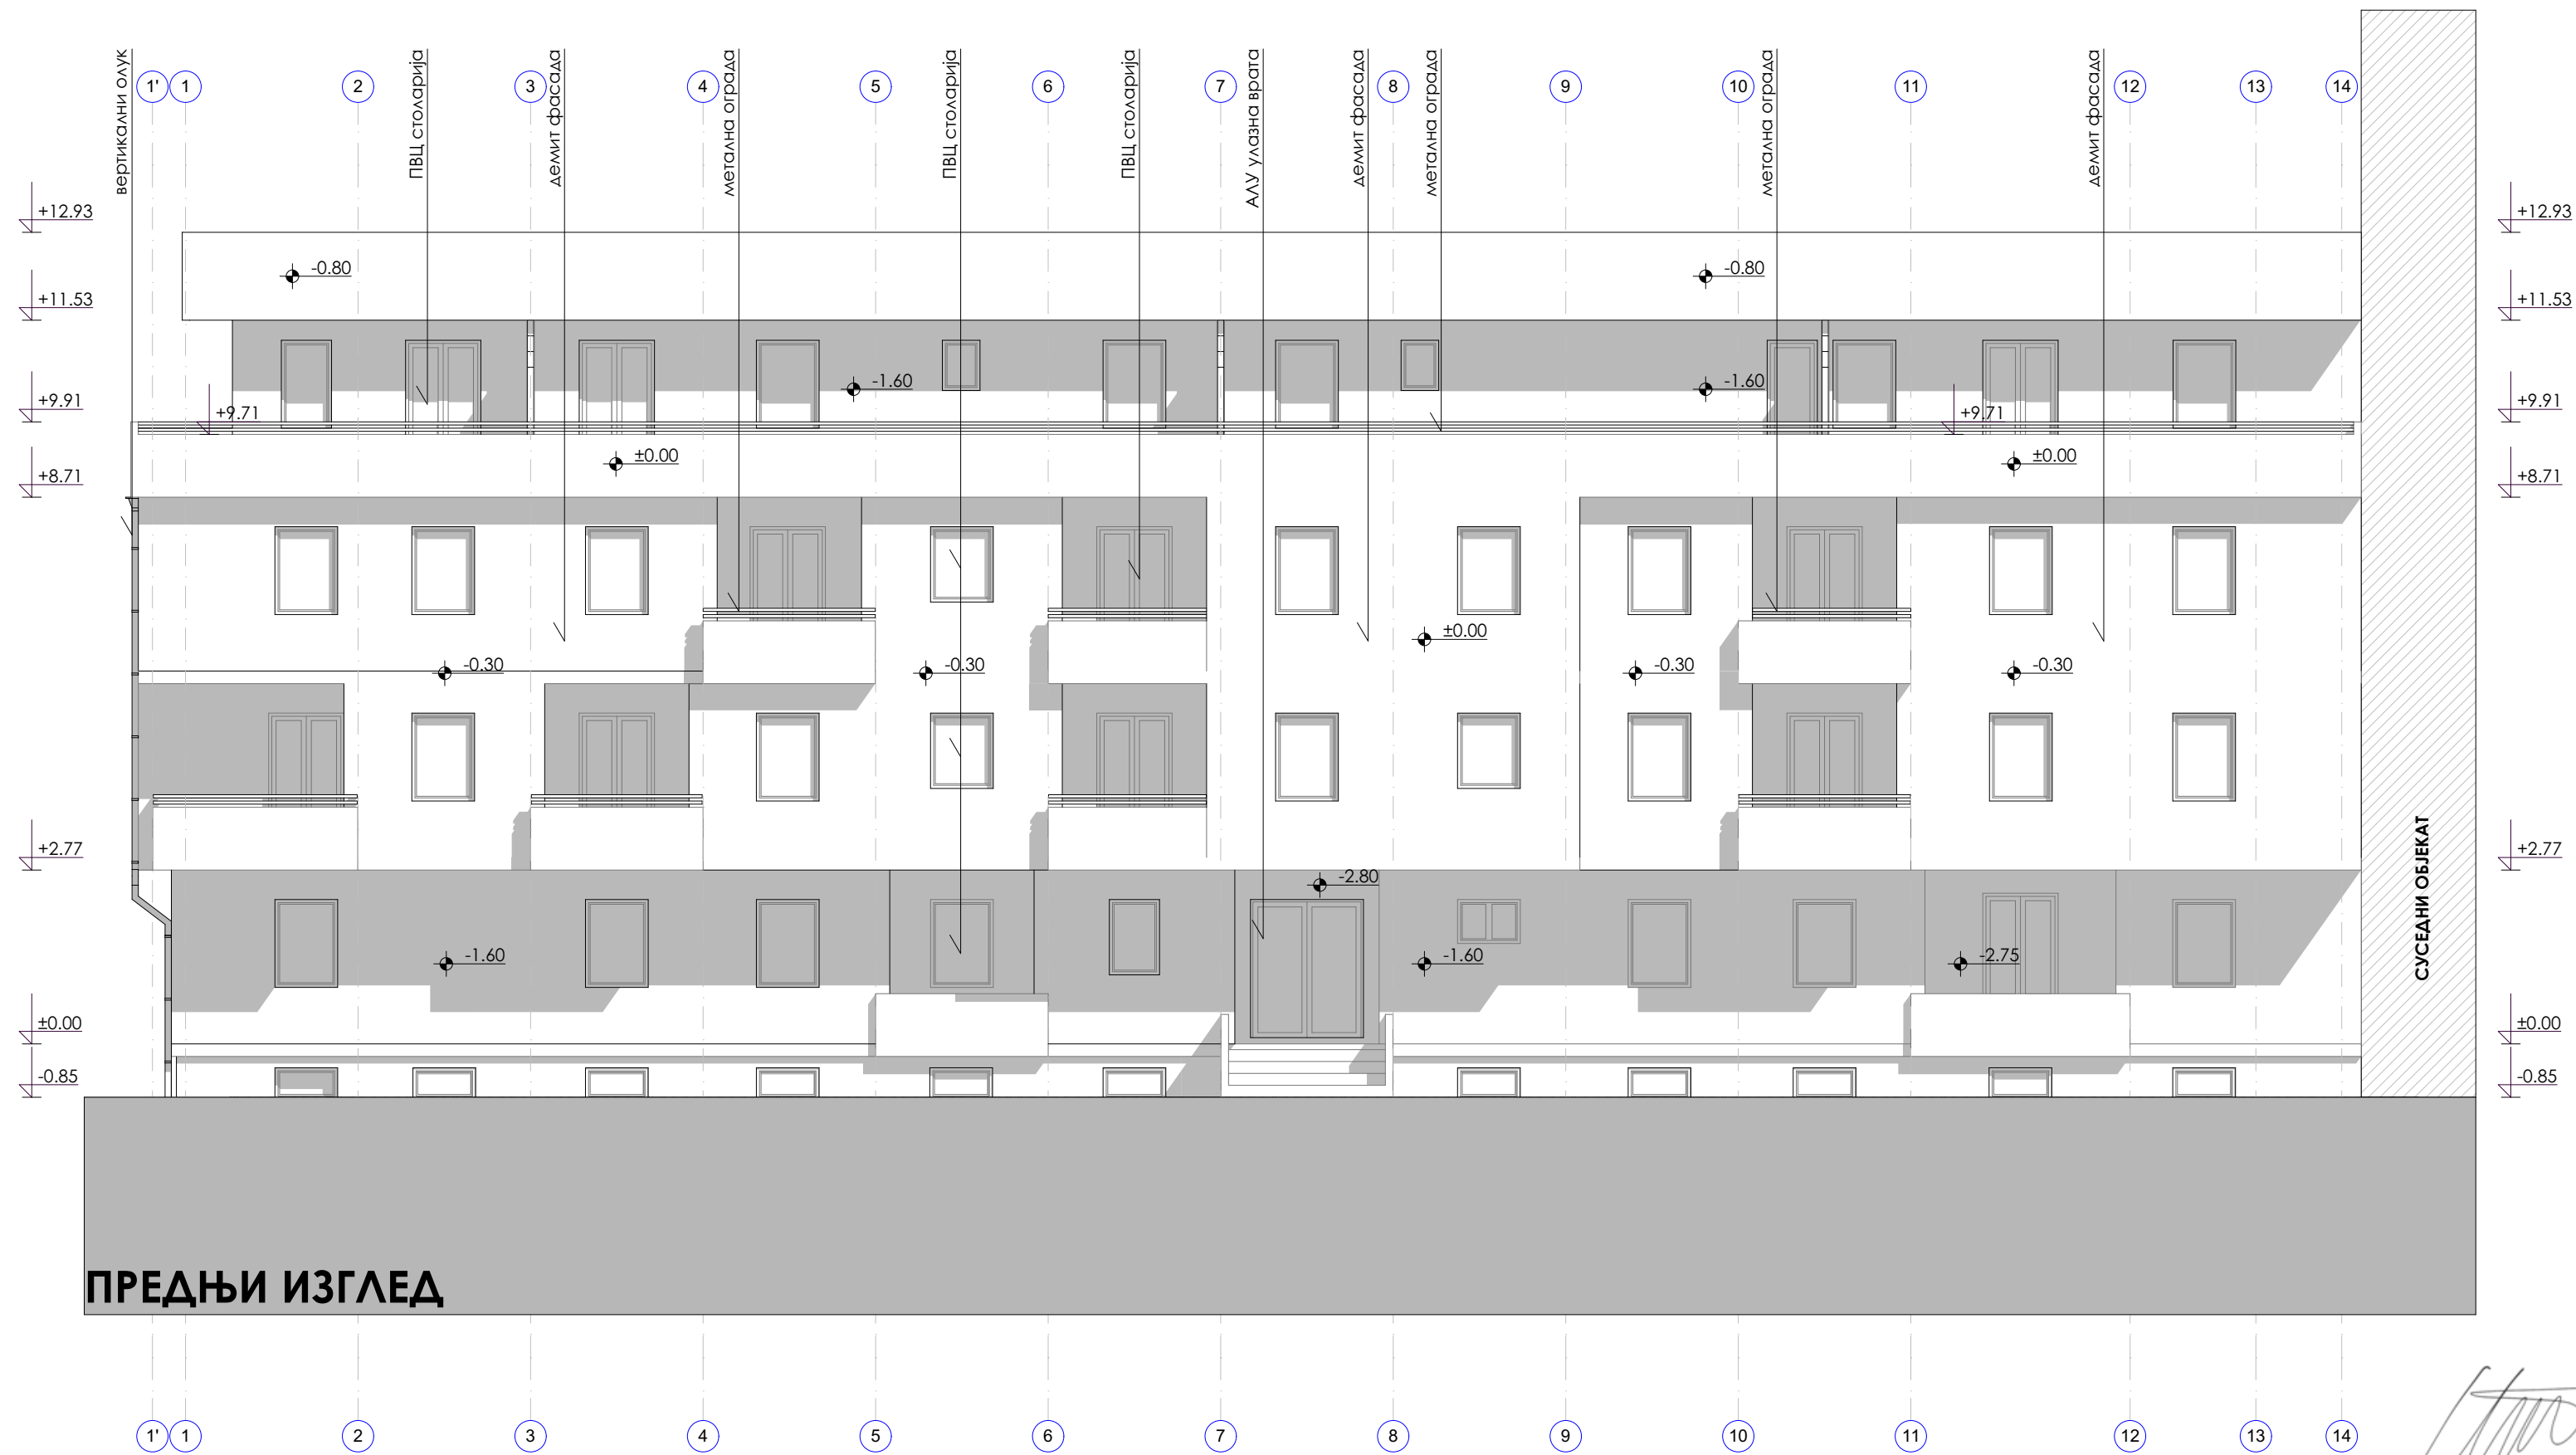 вертикални олук
ПВЦ столарија
демит фасада
метална ограда
ПВЦ столарија
ПВЦ столарија
АЛУ улазна врата
демит фасада
метална ограда
метална ограда
демит фасада
1' 1 2 3 4 5 6 7 8 9 10 11 12 13 14
+12.93 +12.93
-0.80 -0.80
+11.53 +11.53
-1.60 -1.60
+9.91 +9.91
+9.71 +9.71
±0.00 ±0.00
+8.71 +8.71
±0.00
-0.30 -0.30 -0.30 -0.30
+2.77 +2.77
-2.80
-1.60 -1.60 -2.75
±0.00 ±0.00
-0.85 -0.85
СУСЕДНИ ОБЈЕКАТ
ПРЕДЊИ ИЗГЛЕД
1' 1 2 3 4 5 6 7 8 9 10 11 12 13 14